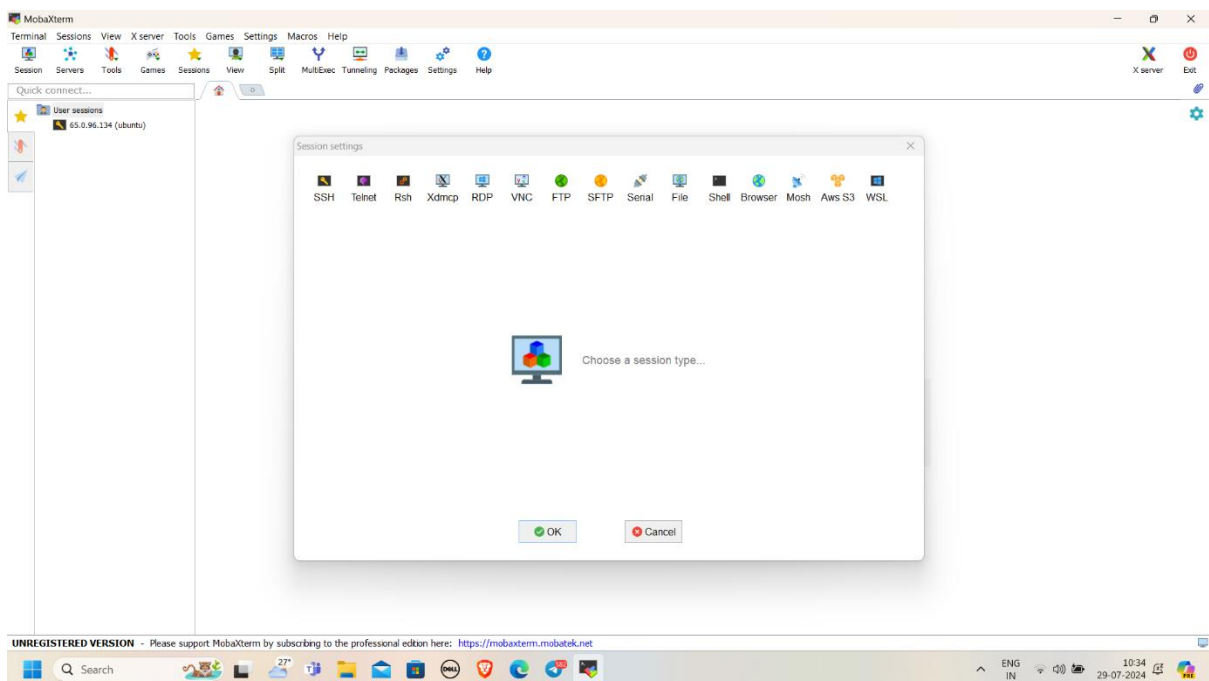 MobaXterm
Terminal Sessions View X server Tools Games Settings Macros Help
Session Servers Tools Games Sessions View Split MultiExec Tunneling Packages Settings Help X server Exit
Quick connect...
User sessions
65.0.96.134 (ubuntu)
Session settings
SSH Telnet Rsh Xdmcp RDP VNC FTP SFTP Serial File Shell Browser Mosh Aws S3 WSL
Choose a session type...
OK Cancel
UNREGISTERED VERSION - Please support MobaXterm by subscribing to the professional edition here: https://mobaxterm.mobatek.net
Search
27°
ENG
IN
10:34
29-07-2024